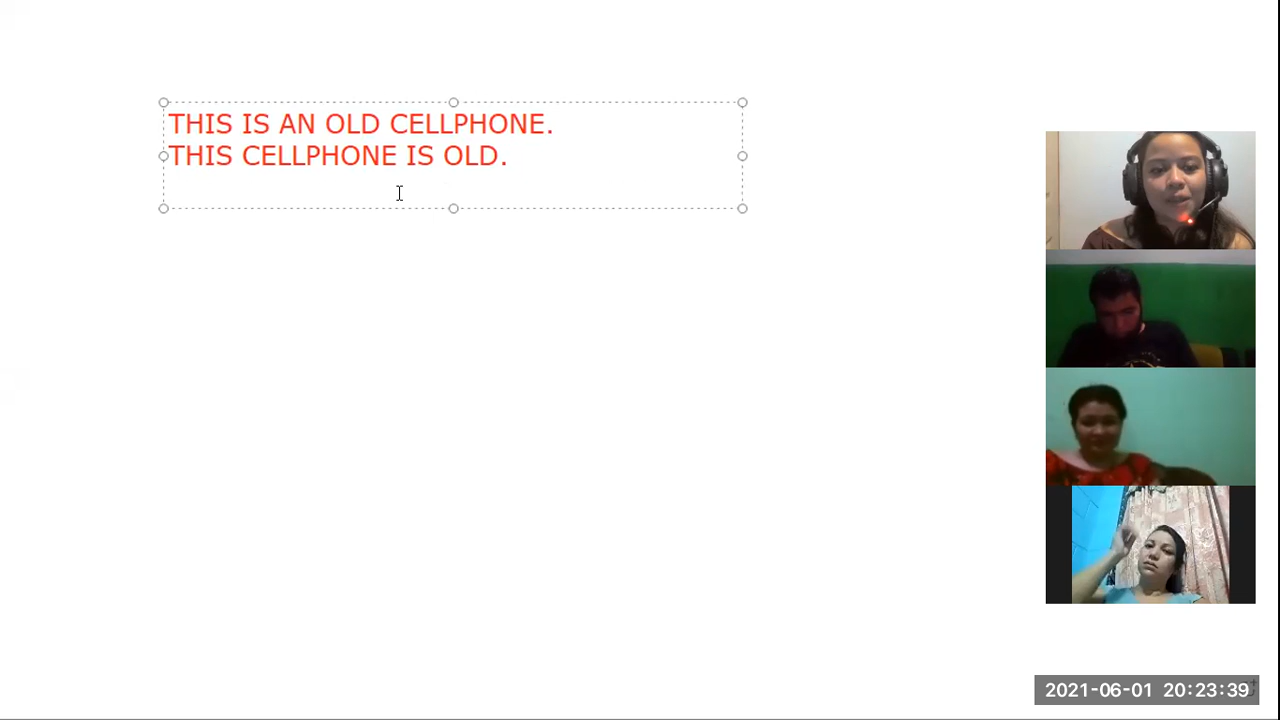 THIS IS AN OLD CELLPHONE.
THIS CELLPHONE IS OLD.
2021-06-01 20:23:39